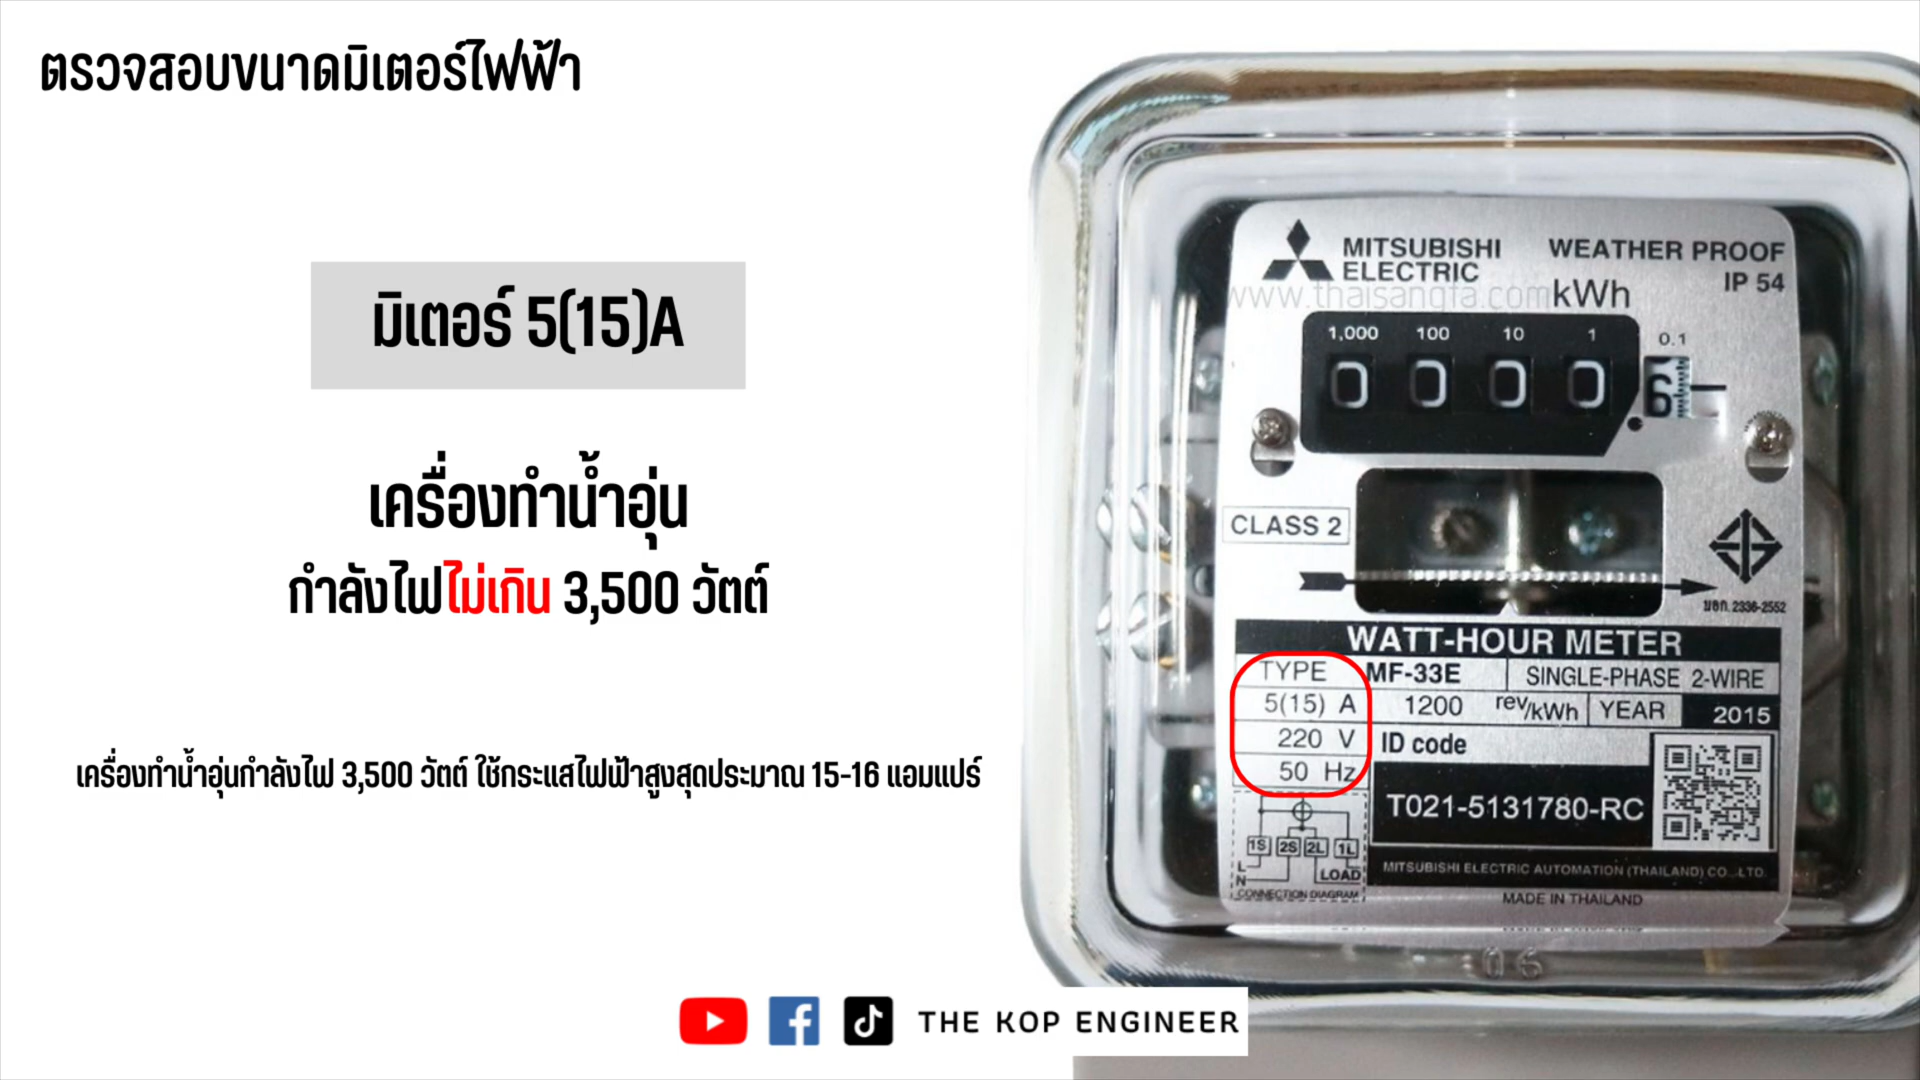 ตรวจสอบขนาดมิเตอร์ไฟฟ้า
มิเตอร์ 5(15)A
เครื่องทำน้ำอุ่น
กำลังไฟไม่เกิน 3,500 วัตต์
เครื่องทำน้ำอุ่นกำลังไฟ 3,500 วัตต์ ใช้กระแสไฟฟ้าสูงสุดประมาณ 15-16 แอมแปร์
MITSUBISHI ELECTRIC
WEATHER PROOF
IP 54
www.thaisangfa.com
kWh
1,000 100 10 1 0.1
0 0 0 0 6
CLASS 2
มอก. 2336-2552
WATT-HOUR METER
TYPE MF-33E SINGLE-PHASE 2-WIRE
5(15) A 1200 rev/kWh YEAR 2015
220 V ID code
50 Hz
T021-5131780-RC
1S 2S 2L 1L
L
N LOAD
CONNECTION DIAGRAM
MITSUBISHI ELECTRIC AUTOMATION (THAILAND) CO.,LTD.
MADE IN THAILAND
06
THE KOP ENGINEER